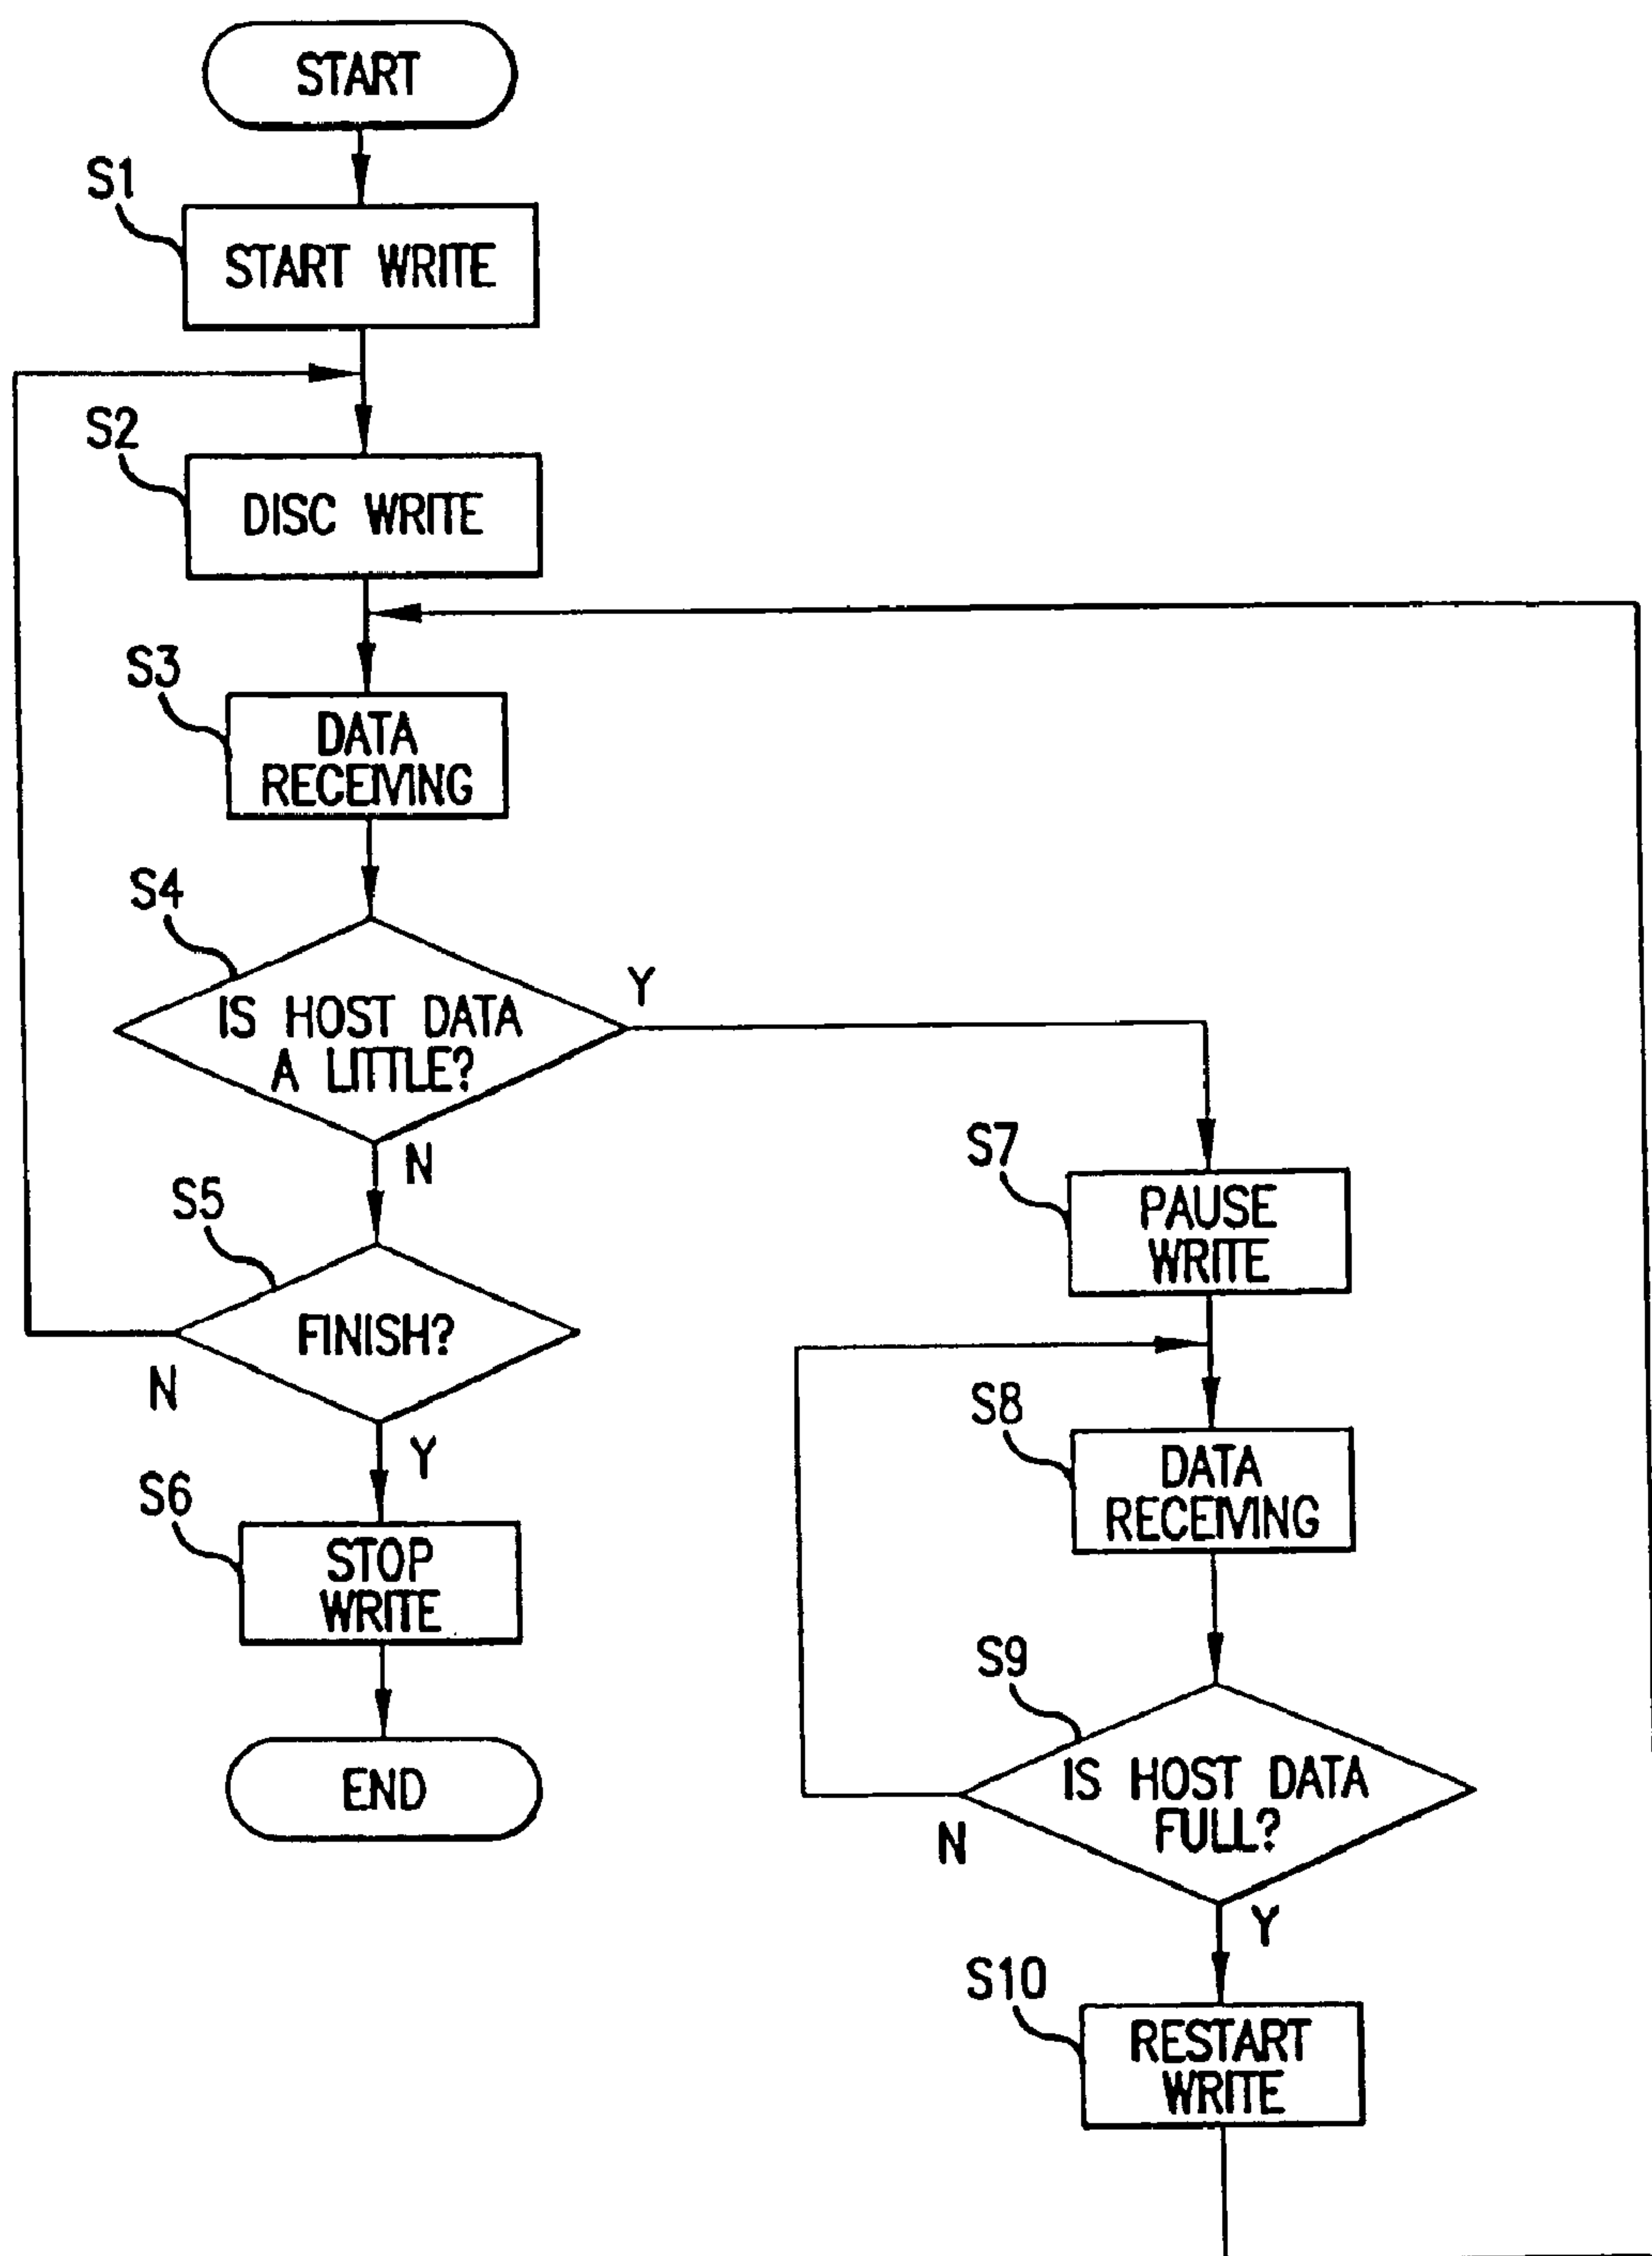 START
S1
START WRITE
S2
DISC WRITE
S3
DATA
RECEIVING
S4
IS HOST DATA
A LITTLE?
Y
N
S5
FINISH?
N
Y
S6
STOP
WRITE
END
S7
PAUSE
WRITE
S8
DATA
RECEIVING
S9
IS HOST DATA
FULL?
N
Y
S10
RESTART
WRITE